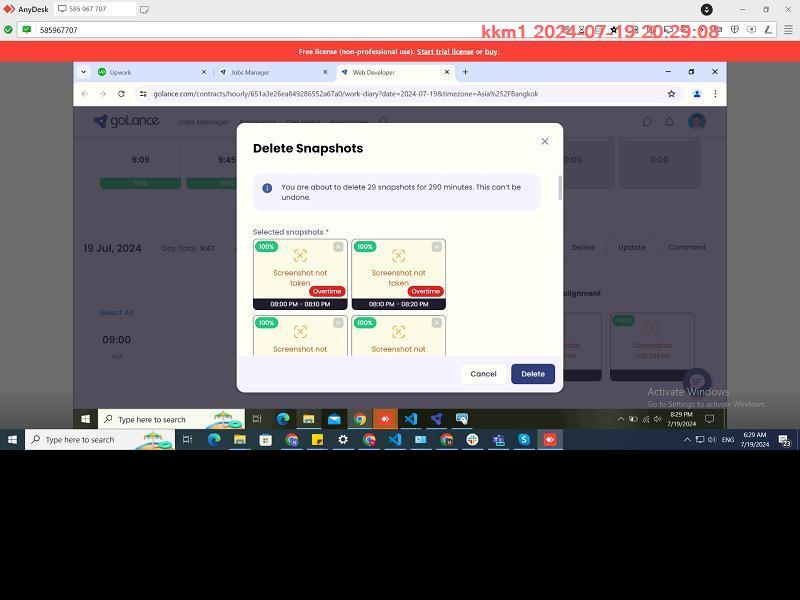 AnyDesk
585 967 707
585967707
kkm1 2024-07-19 20:29:08
Free license (non-professional use). Start trial license or buy.
Upwork
Jobs Manager
Web Developer
golance.com/contracts/hourly/651a3e26ea849286552a67a0/work-diary?date=2024-07-19&timezone=Asia%252FBangkok
goLance
Jobs Manager
Payments
Get Hired
Resources
9:09
9:45
0:00
0:00
99%
Delete Snapshots
You are about to delete 29 snapshots for 290 minutes. This can't be
undone.
Selected snapshots *
100%
Screenshot not
taken
Overtime
08:00 PM - 08:10 PM
100%
Screenshot not
taken
Overtime
08:10 PM - 08:20 PM
100%
Screenshot not
100%
Screenshot not
Cancel
Delete
19 Jul, 2024
Day Total 9:47
Delete
Update
Comment
Select All
09:00
AM
100%
Screenshot not
taken
Activate Windows
Go to Settings to activate Windows.
Type here to search
8:29 PM
7/19/2024
Type here to search
ENG
6:29 AM
7/19/2024
23